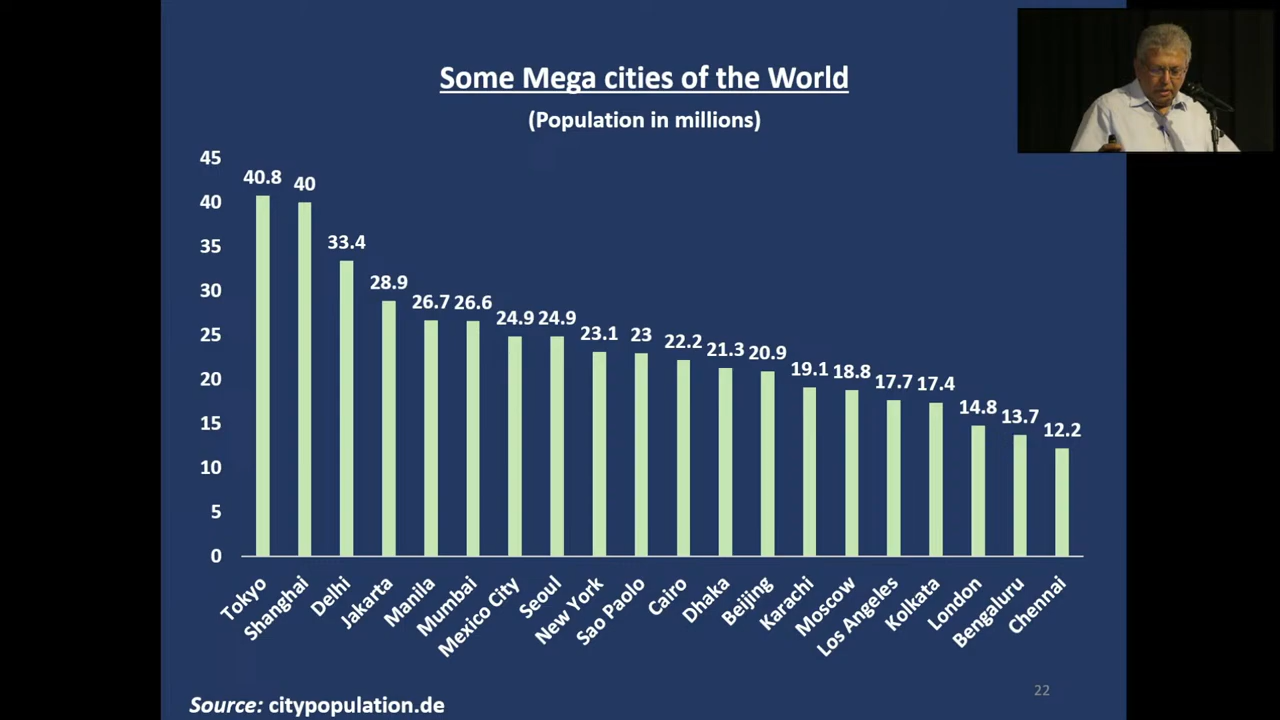 Some Mega cities of the World
(Population in millions)
45
40
35
30
25
20
15
10
5
0
40.8
40
33.4
28.9
26.7
26.6
24.9
24.9
23.1
23
22.2
21.3
20.9
19.1
18.8
17.7
17.4
14.8
13.7
12.2
Tokyo
Shanghai
Delhi
Jakarta
Manila
Mumbai
Mexico City
Seoul
New York
Sao Paolo
Cairo
Dhaka
Beijing
Karachi
Moscow
Los Angeles
Kolkata
London
Bengaluru
Chennai
Source: citypopulation.de
22